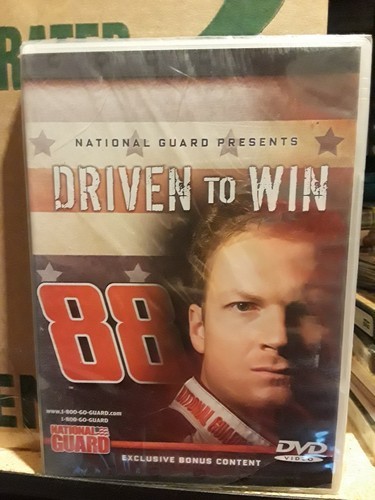 RATED
NATIONAL GUARD PRESENTS
DRIVEN TO WIN
88
NATIONAL GUARD
www.1-800-GO-GUARD.com
1-800-GO-GUARD
NATIONAL
GUARD
EXCLUSIVE BONUS CONTENT
DVD
VIDEO